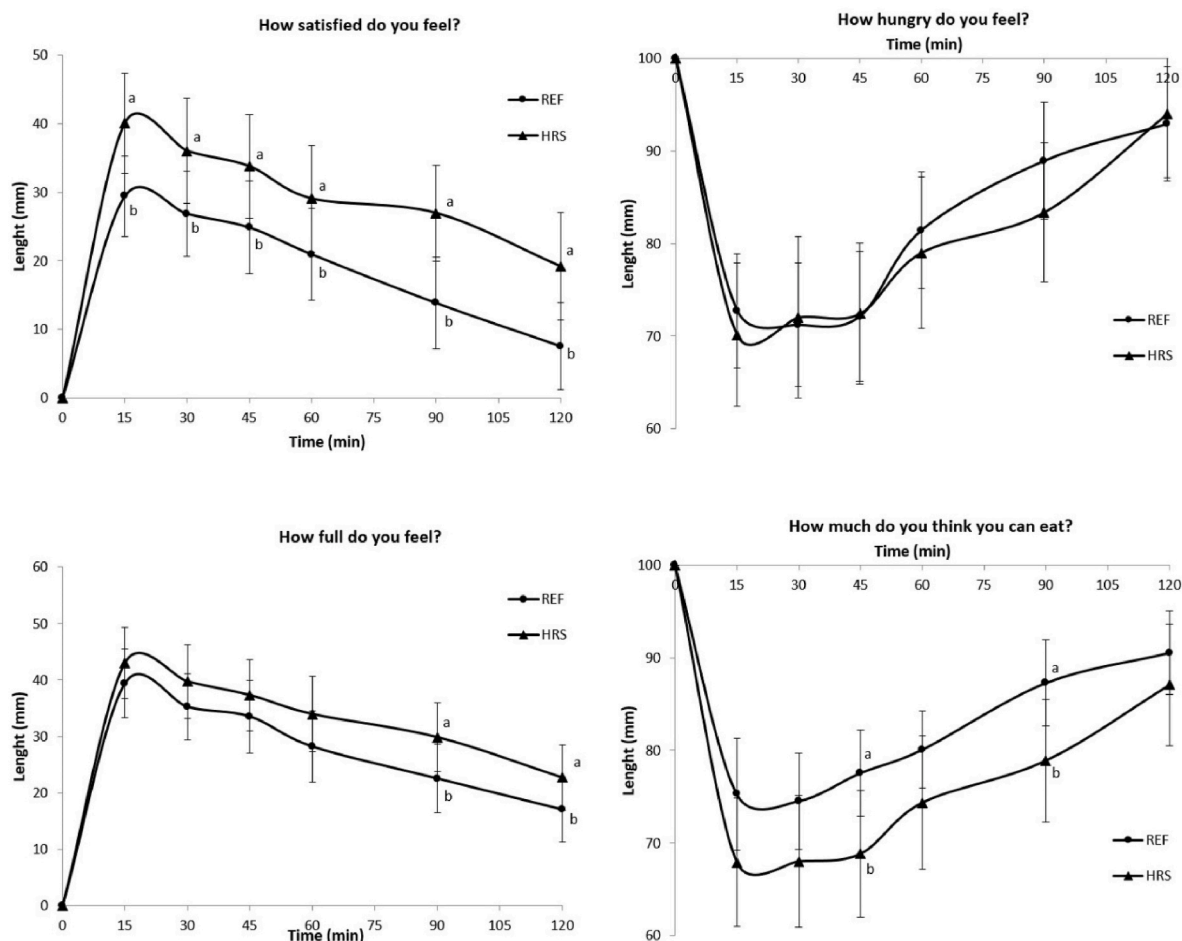 How satisfied do you feel?
50
40
30
20
10
0
Lenght (mm)
a
a
a
a
a
a
b
b
b
b
b
b
REF
HRS
0 15 30 45 60 75 90 105 120
Time (min)
How hungry do you feel?
Time (min)
0 15 30 45 60 75 90 105 120
100
90
80
70
60
Lenght (mm)
REF
HRS
How full do you feel?
60
50
40
30
20
10
0
Lenght (mm)
REF
HRS
a
a
b
b
0 15 30 45 60 75 90 105 120
Time (min)
How much do you think you can eat?
Time (min)
0 15 30 45 60 75 90 105 120
100
90
80
70
60
Lenght (mm)
a
a
b
b
REF
HRS